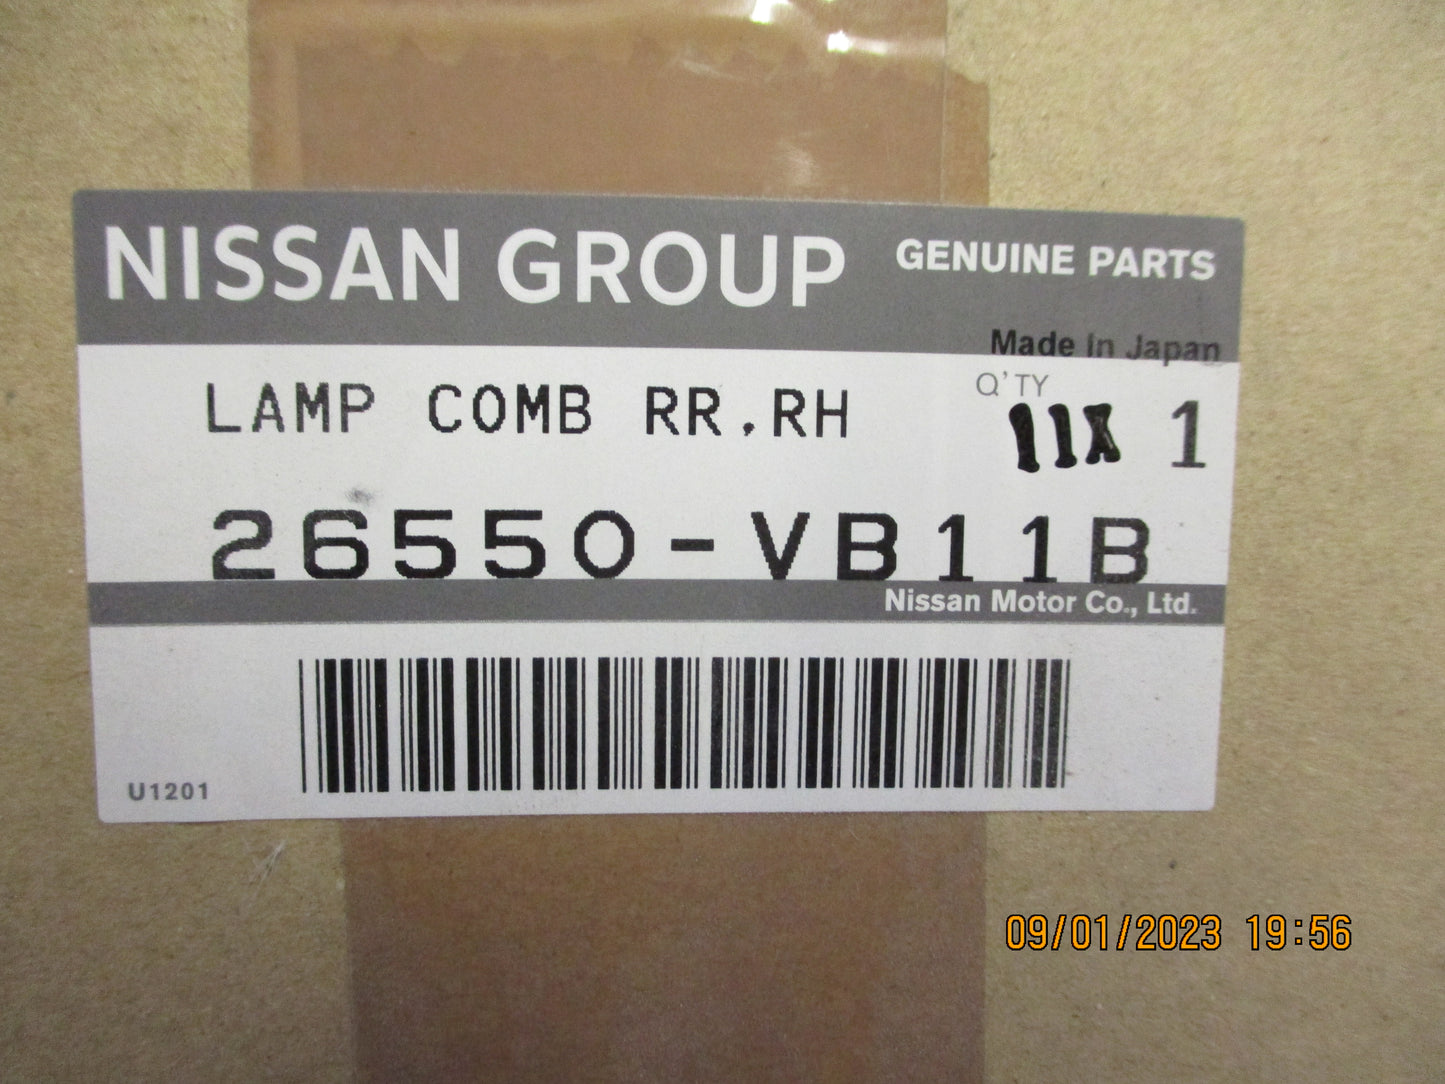 NISSAN GROUP GENUINE PARTS
Made in Japan
Q'TY
LAMP COMB RR.RH 1
26550-VB11B
Nissan Motor Co., Ltd.
U1201
09/01/2023 19:56